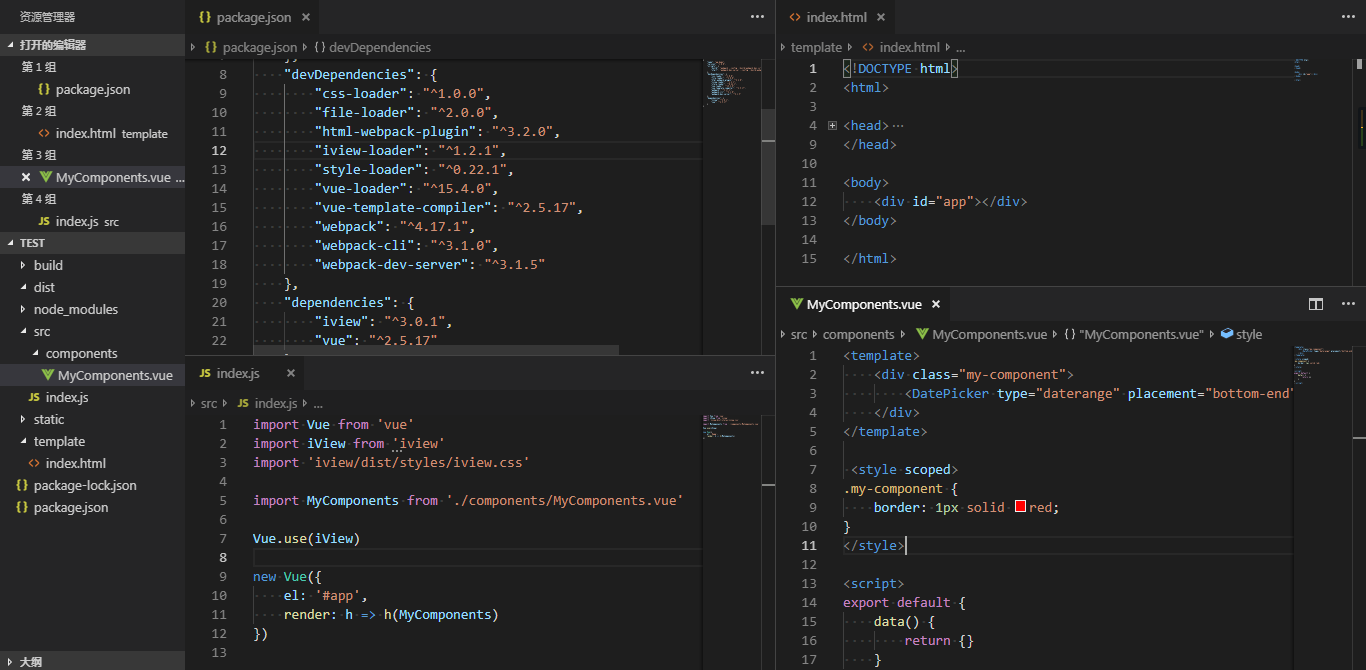 资源管理器
打开的编辑器
第 1 组
{} package.json
第 2 组
<> index.html template
第 3 组
MyComponents.vue ...
第 4 组
JS index.js src
TEST
build
dist
node_modules
src
components
MyComponents.vue
JS index.js
static
template
<> index.html
{} package-lock.json
{} package.json
大纲
{} package.json ×
{} package.json {} devDependencies
8 "devDependencies": {
9 "css-loader": "^1.0.0",
10 "file-loader": "^2.0.0",
11 "html-webpack-plugin": "^3.2.0",
12 "iview-loader": "^1.2.1",
13 "style-loader": "^0.22.1",
14 "vue-loader": "^15.4.0",
15 "vue-template-compiler": "^2.5.17",
16 "webpack": "^4.17.1",
17 "webpack-cli": "^3.1.0",
18 "webpack-dev-server": "^3.1.5"
19 },
20 "dependencies": {
21 "iview": "^3.0.1",
22 "vue": "^2.5.17"
JS index.js ×
src JS index.js ...
1 import Vue from 'vue'
2 import iView from 'iview'
3 import 'iview/dist/styles/iview.css'
4
5 import MyComponents from './components/MyComponents.vue'
6
7 Vue.use(iView)
8
9 new Vue({
10 el: '#app',
11 render: h => h(MyComponents)
12 })
13
<> index.html ×
template <> index.html ...
1 <!DOCTYPE html>
2 <html>
3
4 <head>...
9 </head>
10
11 <body>
12 <div id="app"></div>
13 </body>
14
15 </html>
MyComponents.vue ×
src components MyComponents.vue {} "MyComponents.vue" style
1 <template>
2 <div class="my-component">
3 <DatePicker type="daterange" placement="bottom-end"
4 </div>
5 </template>
6
7 <style scoped>
8 .my-component {
9 border: 1px solid red;
10 }
11 </style>
12
13 <script>
14 export default {
15 data() {
16 return {}
17 }